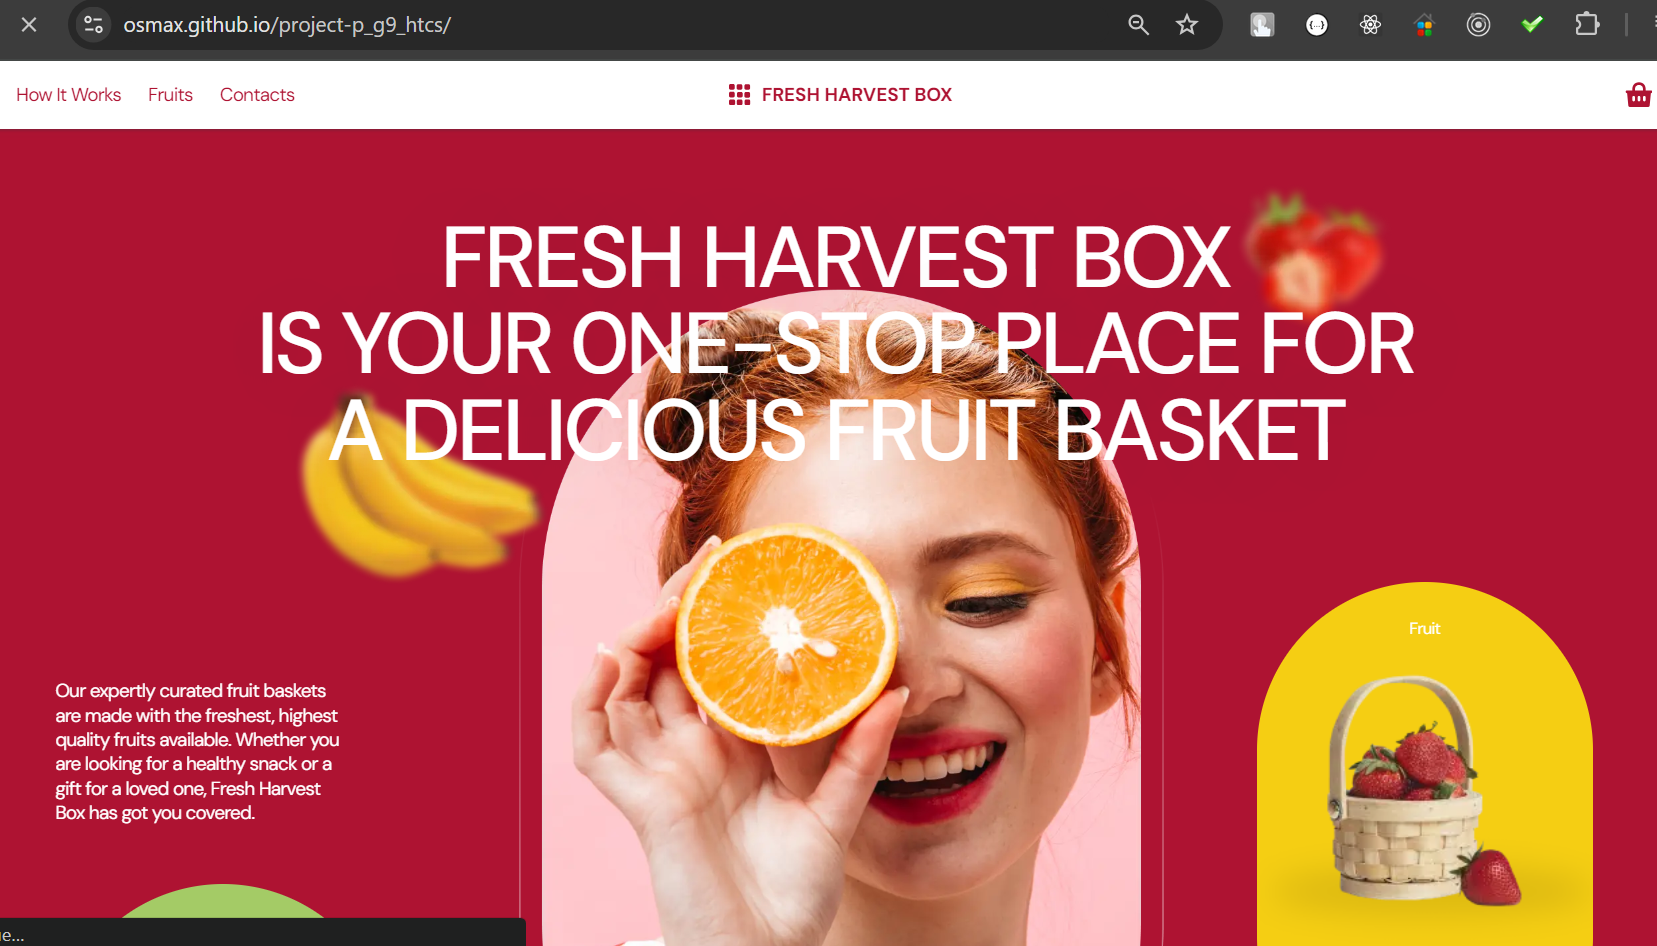 osmax.github.io/project-p_g9_htcs/
How It Works Fruits Contacts
FRESH HARVEST BOX
FRESH HARVEST BOX
IS YOUR 0NE-STOP PLACE FOR
A DELICIOUS FRUIT BASKET
Fruit
Our expertly curated fruit baskets
are made with the freshest, highest
quality fruits available. Whether you
are looking for a healthy snack or a
gift for a loved one, Fresh Harvest
Box has got you covered.